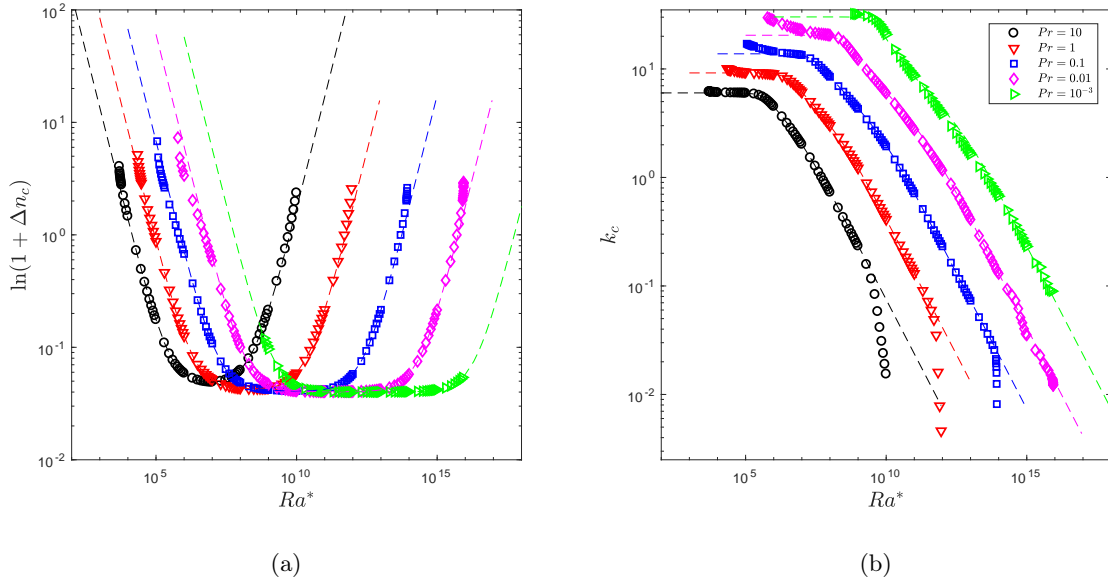 10^2
10^1
10^0
10^{-1}
10^{-2}
ln(1 + Δn_c)
10^5
10^{10}
10^{15}
Ra^*
(a)
10^1
10^0
10^{-1}
10^{-2}
k_c
Pr = 10
Pr = 1
Pr = 0.1
Pr = 0.01
Pr = 10^{-3}
10^5
10^{10}
10^{15}
Ra^*
(b)